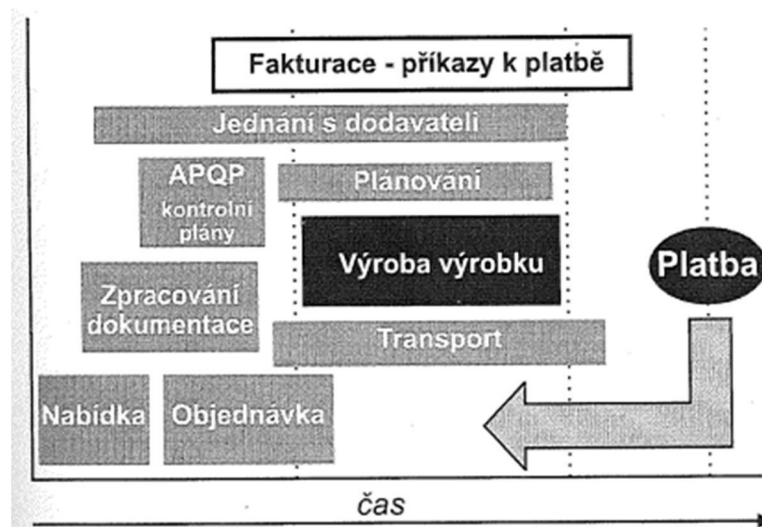 Fakturace - příkazy k platbě
Jednání s dodavateli
APQP
kontrolní
plány
Plánování
Výroba výrobku
Platba
Zpracování
dokumentace
Transport
Nabídka
Objednávka
čas